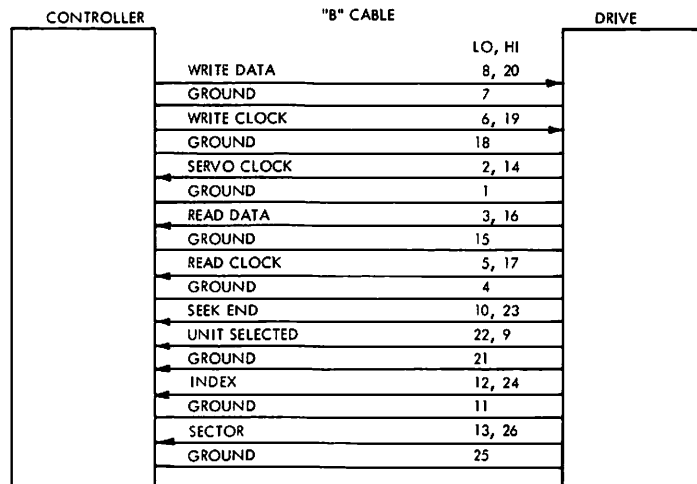 CONTROLLER "B" CABLE DRIVE
LO, HI
WRITE DATA 8, 20
GROUND 7
WRITE CLOCK 6, 19
GROUND 18
SERVO CLOCK 2, 14
GROUND 1
READ DATA 3, 16
GROUND 15
READ CLOCK 5, 17
GROUND 4
SEEK END 10, 23
UNIT SELECTED 22, 9
GROUND 21
INDEX 12, 24
GROUND 11
SECTOR 13, 26
GROUND 25